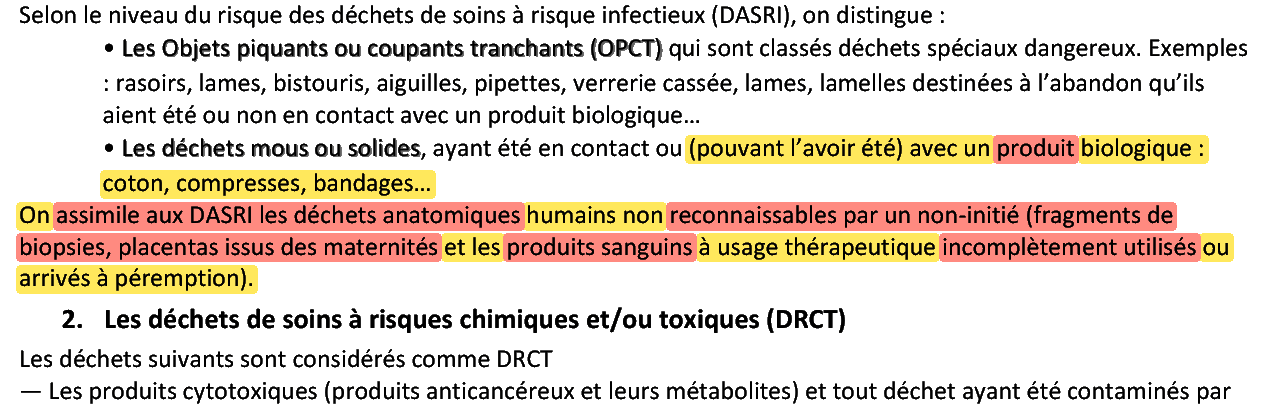 Selon le niveau du risque des déchets de soins à risque infectieux (DASRI), on distingue :
• Les Objets piquants ou coupants tranchants (OPCT) qui sont classés déchets spéciaux dangereux. Exemples
: rasoirs, lames, bistouris, aiguilles, pipettes, verrerie cassée, lames, lamelles destinées à l’abandon qu’ils
aient été ou non en contact avec un produit biologique…
• Les déchets mous ou solides, ayant été en contact ou (pouvant l’avoir été) avec un produit biologique :
coton, compresses, bandages…
On assimile aux DASRI les déchets anatomiques humains non reconnaissables par un non-initié (fragments de
biopsies, placentas issus des maternités et les produits sanguins à usage thérapeutique incomplètement utilisés ou
arrivés à péremption).
2. Les déchets de soins à risques chimiques et/ou toxiques (DRCT)
Les déchets suivants sont considérés comme DRCT
— Les produits cytotoxiques (produits anticancéreux et leurs métabolites) et tout déchet ayant été contaminés par